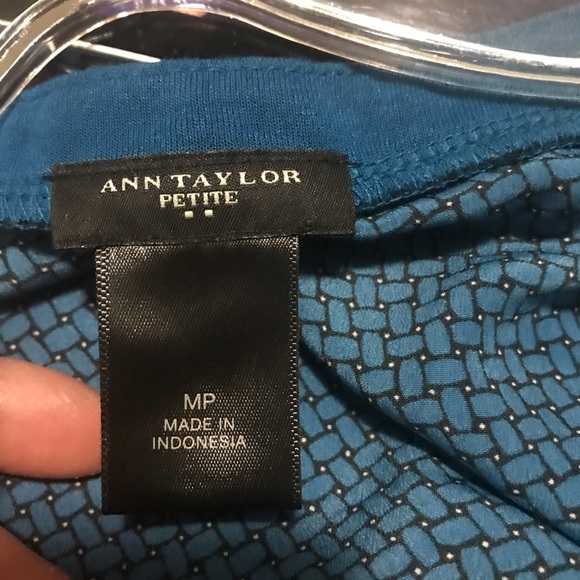 ANN TAYLOR
PETITE
MP
MADE IN
INDONESIA